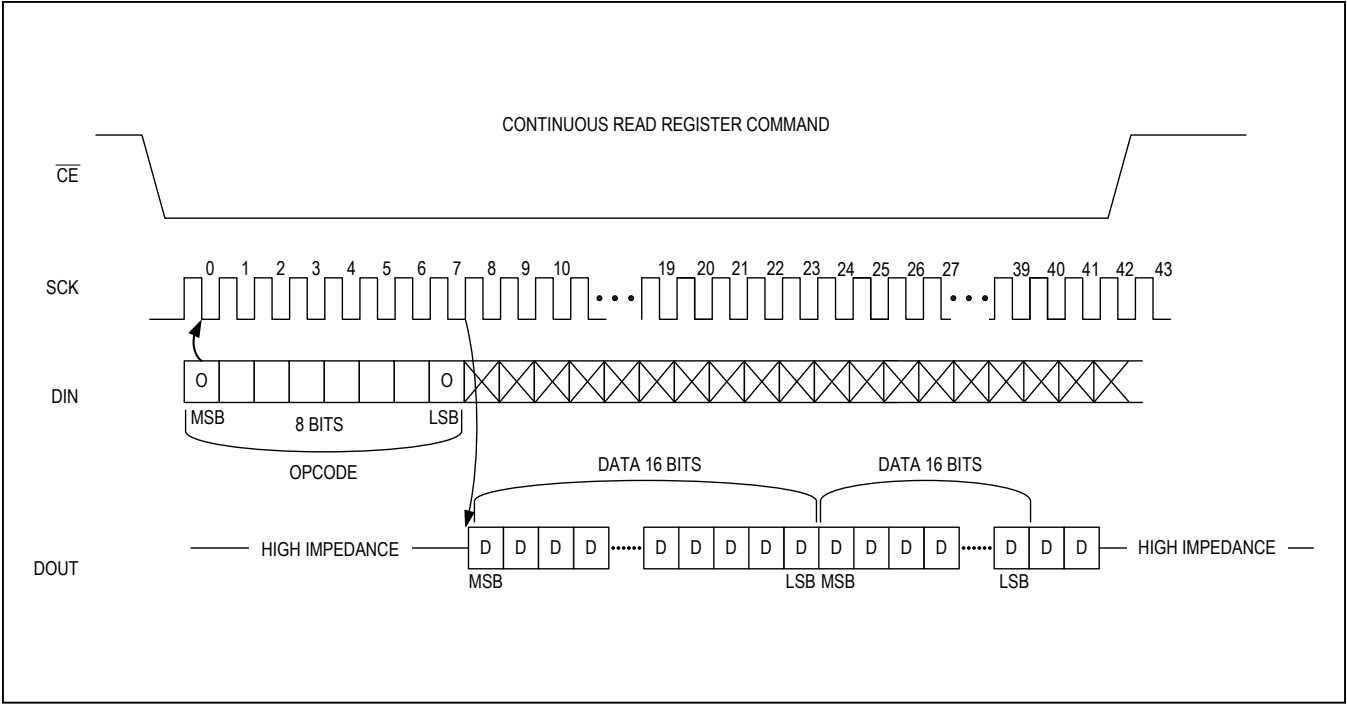 CONTINUOUS READ REGISTER COMMAND
CE
0 1 2 3 4 5 6 7 8 9 10 19 20 21 22 23 24 25 26 27 39 40 41 42 43
SCK
DIN
O O
MSB 8 BITS LSB
OPCODE
DATA 16 BITS DATA 16 BITS
DOUT
HIGH IMPEDANCE D D D D D D D D D D D D D D D D HIGH IMPEDANCE
MSB LSB MSB LSB